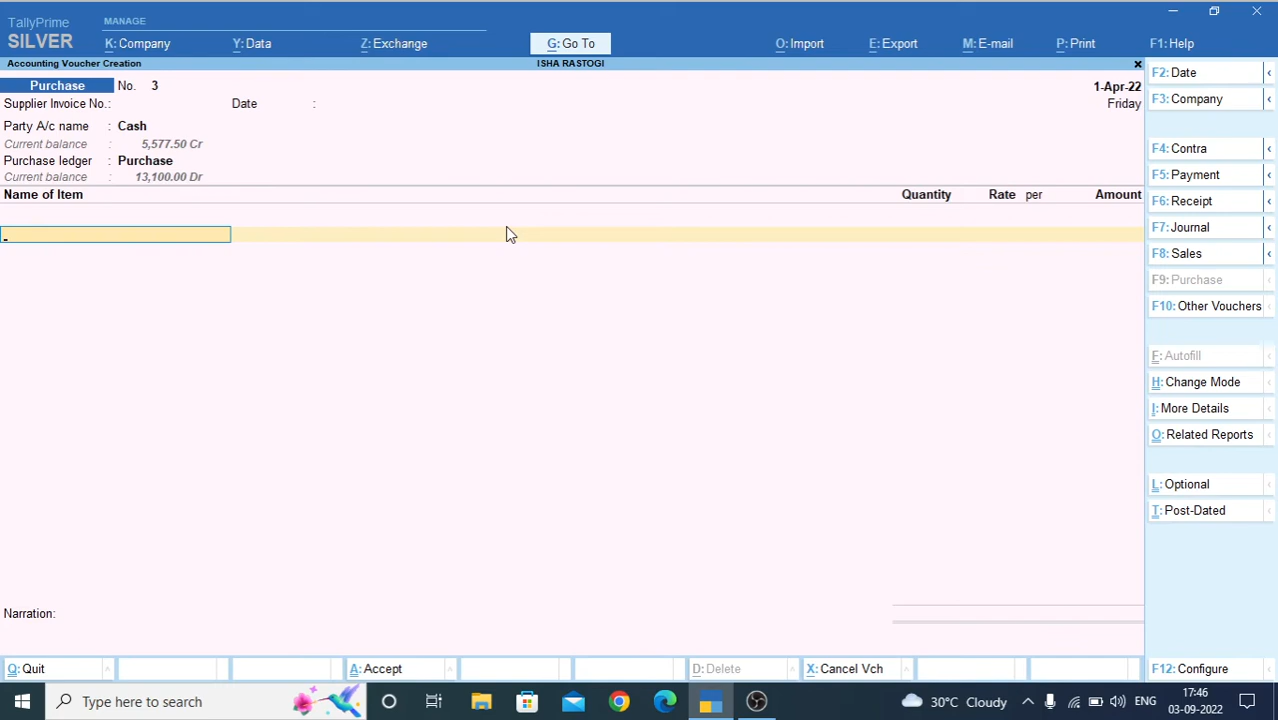 TallyPrime
MANAGE
SILVER
K: Company
Y: Data
Z: Exchange
G: Go To
O: Import
E: Export
M: E-mail
P: Print
F1: Help
Accounting Voucher Creation
ISHA RASTOGI
×
F2: Date
F3: Company
F4: Contra
F5: Payment
F6: Receipt
F7: Journal
F8: Sales
F9: Purchase
F10: Other Vouchers
F: Autofill
H: Change Mode
I: More Details
O: Related Reports
L: Optional
T: Post-Dated
F12: Configure
Purchase No. 3
1-Apr-22
Supplier Invoice No.: Date :
Friday
Party A/c name : Cash
Current balance : 5,577.50 Cr
Purchase ledger : Purchase
Current balance : 13,100.00 Dr
Name of Item Quantity Rate per Amount
Narration:
Q: Quit
A: Accept
D: Delete
X: Cancel Vch
Type here to search
30°C Cloudy
ENG
17:46
03-09-2022